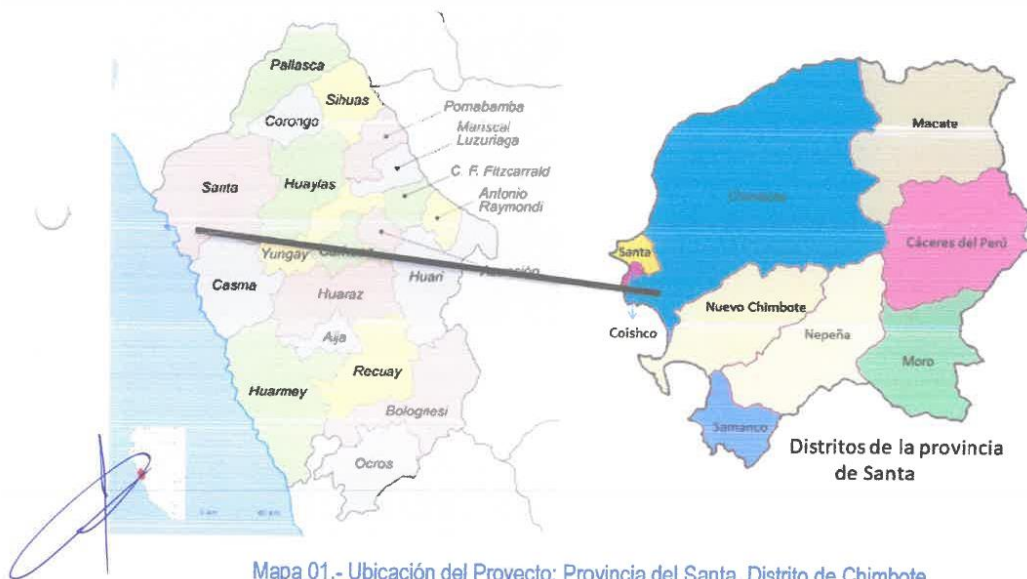 Pallasca
Sihuas
Corongo
Pomabamba
Mariscal
Luzuriaga
C. F. Fitzcarrald
Antonio
Raymondi
Santa
Huaylas
Yungay
Casma
Huari
Huaraz
Aija
Huarmey
Recuay
Bolognesi
Ocros
Macate
Chimbote
Cáceres del Perú
Santa
Nuevo Chimbote
Coishco
Nepeña
Moro
Samanco
Distritos de la provincia
de Santa
Mapa 01.- Ubicación del Proyecto: Provincia del Santa, Distrito de Chimbote